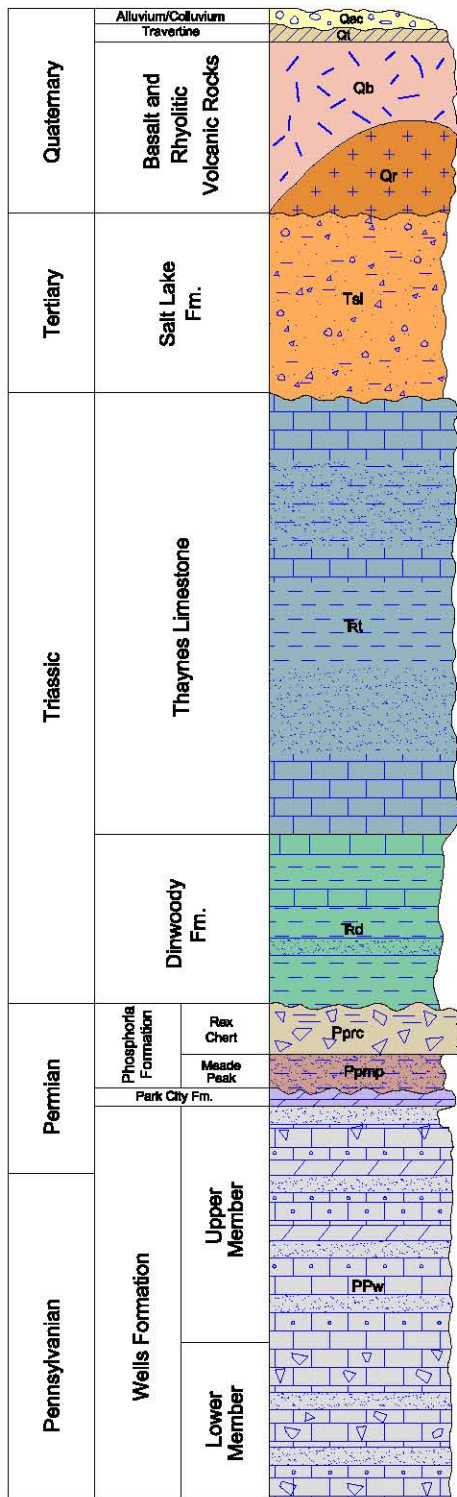 Quaternary
Alluvium/Colluvium
Qac
Travertine
Qt
Basalt and
Rhyolitic
Volcanic Rocks
Qb
Qr
Tertiary
Salt Lake
Fm.
Tsl
Triassic
Thaynes Limestone
TRt
Dinwoody
Fm.
TRd
Permian
Phosphoria
Formation
Rex
Chert
Pprc
Meade
Peak
Ppmp
Park City Fm.
Pennsylvanian
Wells Formation
Upper
Member
PPw
Lower
Member